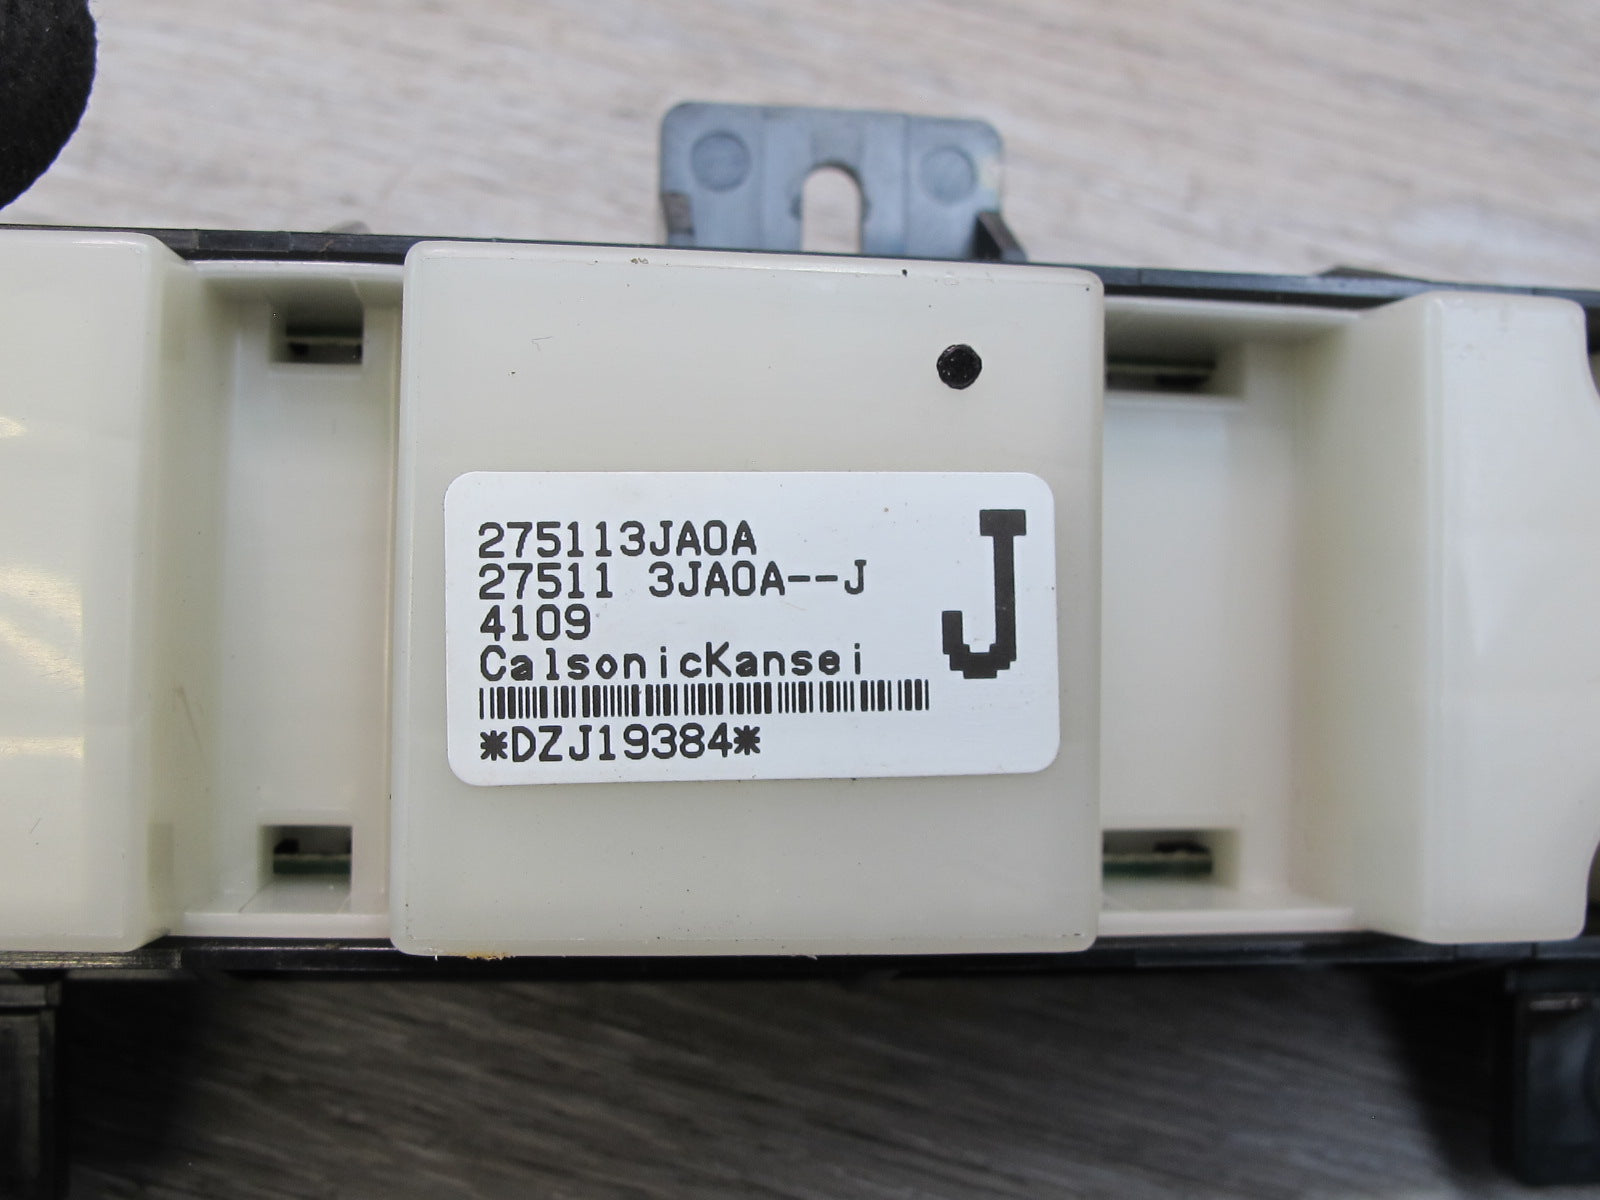 275113JA0A
27511 3JA0A--J
4109
CalsonicKansei
*DZJ19384*
J